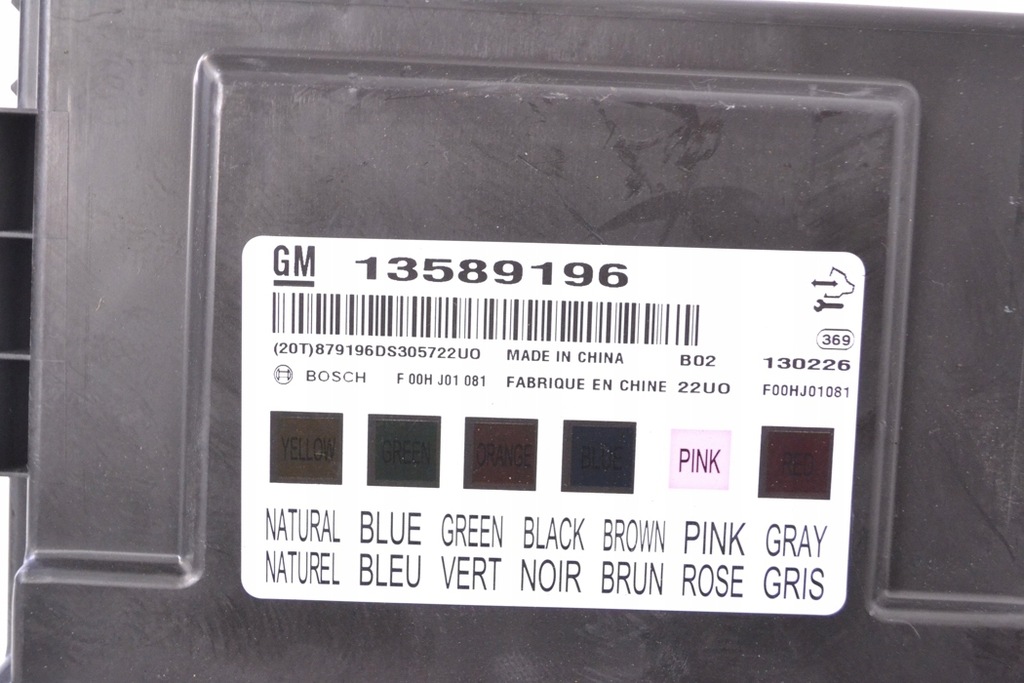 GM 13589196
369
(20T)879196DS305722UO MADE IN CHINA B02 130226
BOSCH F 00H J01 081 FABRIQUE EN CHINE 22UO F00HJ01081
YELLOW GREEN ORANGE BLUE PINK RED
NATURAL BLUE GREEN BLACK BROWN PINK GRAY
NATUREL BLEU VERT NOIR BRUN ROSE GRIS